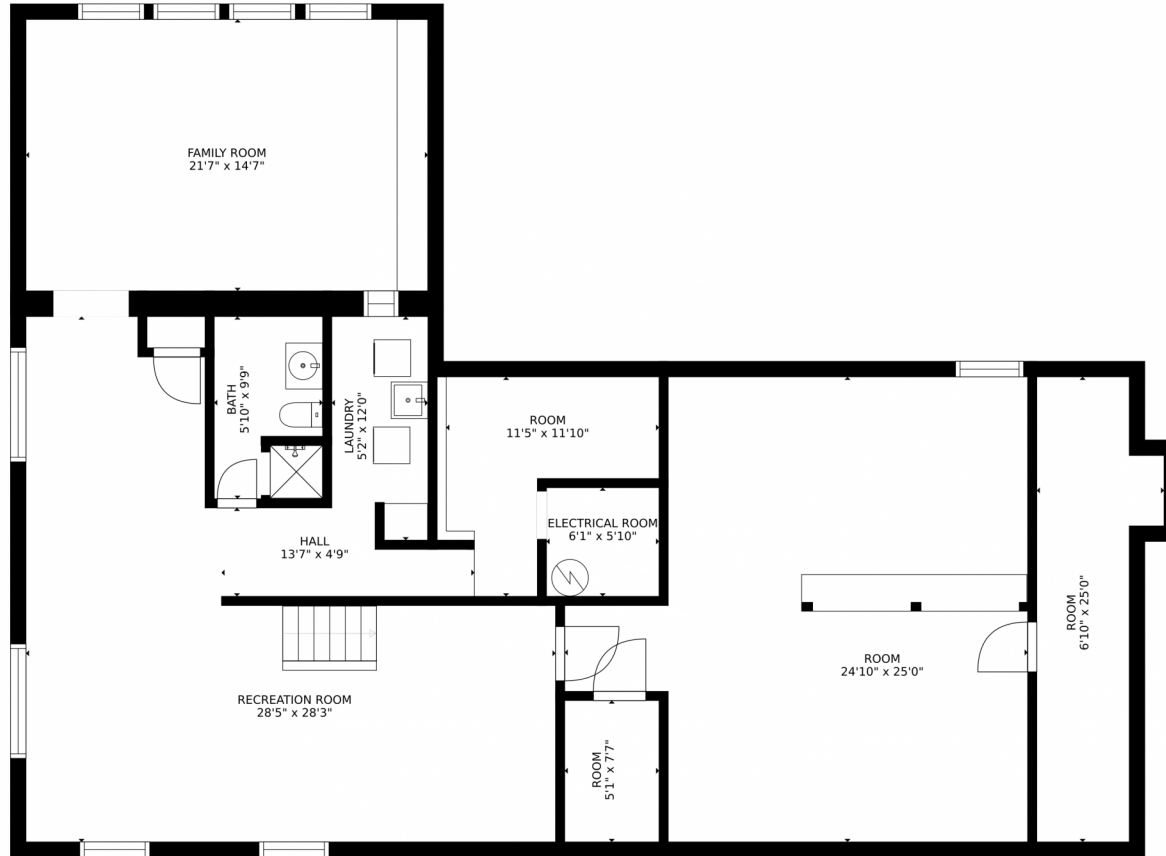 FAMILY ROOM
21'7" x 14'7"
BATH
5'10" x 9'9"
LAUNDRY
5'2" x 12'0"
ROOM
11'5" x 11'10"
ELECTRICAL ROOM
6'1" x 5'10"
HALL
13'7" x 4'9"
RECREATION ROOM
28'5" x 28'3"
ROOM
5'1" x 7'7"
ROOM
24'10" x 25'0"
ROOM
6'10" x 25'0"